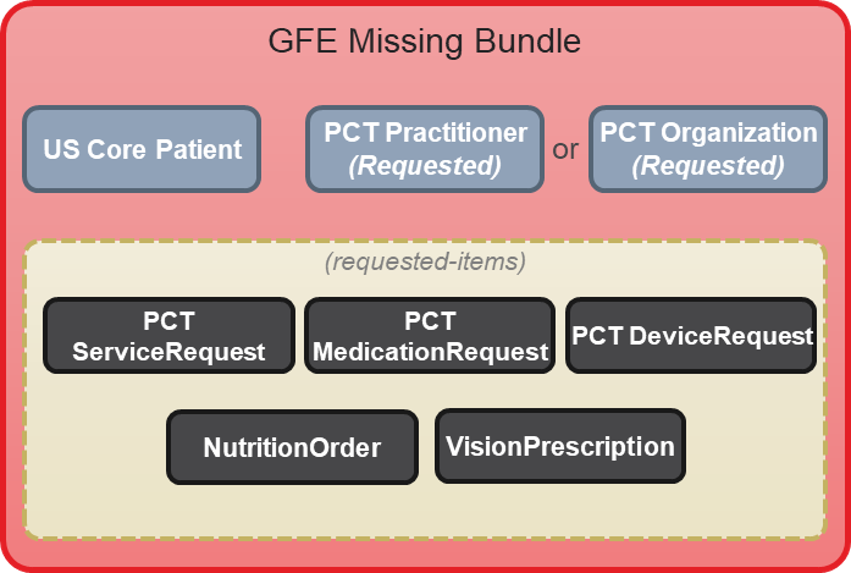 GFE Missing Bundle
US Core Patient
PCT Practitioner
(Requested)
or
PCT Organization
(Requested)
(requested-items)
PCT
ServiceRequest
PCT
MedicationRequest
PCT DeviceRequest
NutritionOrder
VisionPrescription